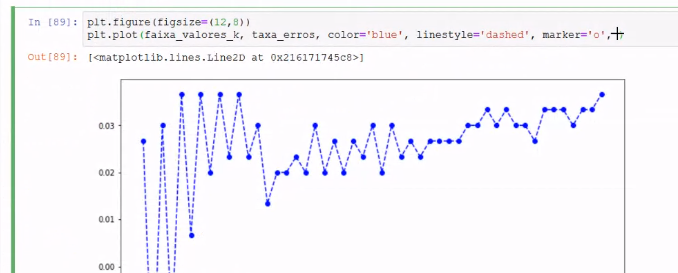 In [89]: plt.figure(figsize=(12,8))
plt.plot(faixa_valores_k, taxa_erros, color='blue', linestyle='dashed', marker='o',)
Out[89]: [<matplotlib.lines.Line2D at 0x216171745c8>]
0.03
0.02
0.01
0.00